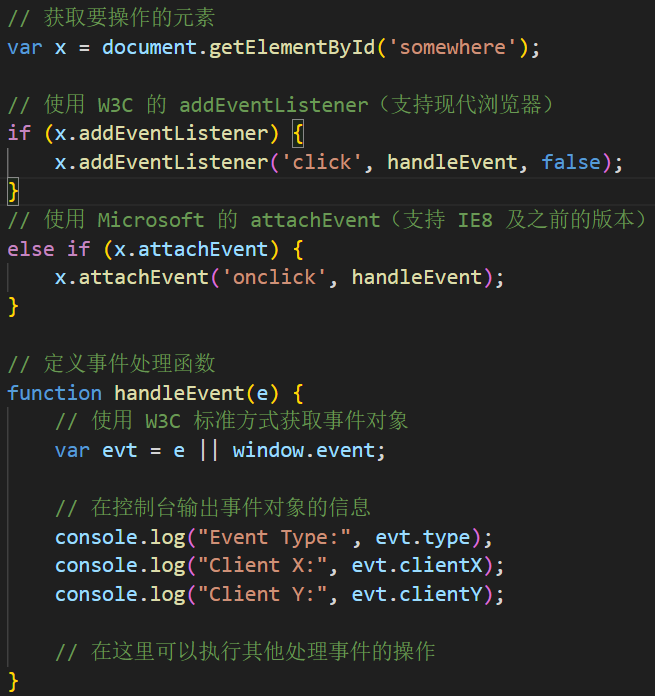 // 获取要操作的元素
var x = document.getElementById('somewhere');
// 使用 W3C 的 addEventListener（支持现代浏览器）
if (x.addEventListener) {
    x.addEventListener('click', handleEvent, false);
}
// 使用 Microsoft 的 attachEvent（支持 IE8 及之前的版本）
else if (x.attachEvent) {
    x.attachEvent('onclick', handleEvent);
}
// 定义事件处理函数
function handleEvent(e) {
    // 使用 W3C 标准方式获取事件对象
    var evt = e || window.event;
    // 在控制台输出事件对象的信息
    console.log("Event Type:", evt.type);
    console.log("Client X:", evt.clientX);
    console.log("Client Y:", evt.clientY);
    // 在这里可以执行其他处理事件的操作
}